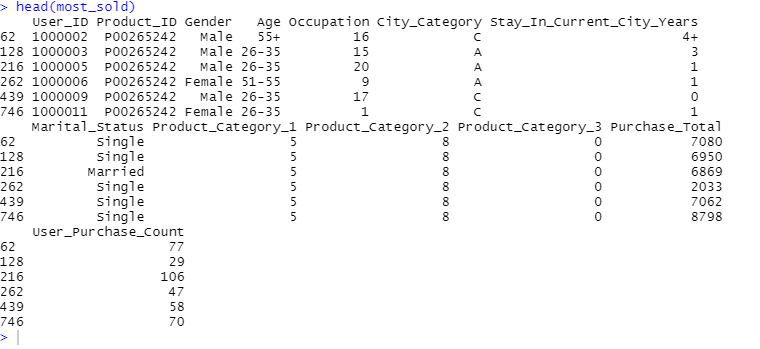 > head(most_sold)
User_ID Product_ID Gender Age Occupation City_Category Stay_In_Current_City_Years
62 1000002 P00265242 Male 55+ 16 C 4+
128 1000003 P00265242 Male 26-35 15 A 3
216 1000005 P00265242 Male 26-35 20 A 1
262 1000006 P00265242 Female 51-55 9 A 1
439 1000009 P00265242 Male 26-35 17 C 0
746 1000011 P00265242 Female 26-35 1 C 1
Marital_Status Product_Category_1 Product_Category_2 Product_Category_3 Purchase_Total
62 Single 5 8 0 7080
128 Single 5 8 0 6950
216 Married 5 8 0 6869
262 Single 5 8 0 2033
439 Single 5 8 0 7062
746 Single 5 8 0 8798
User_Purchase_Count
62 77
128 29
216 106
262 47
439 58
746 70
>